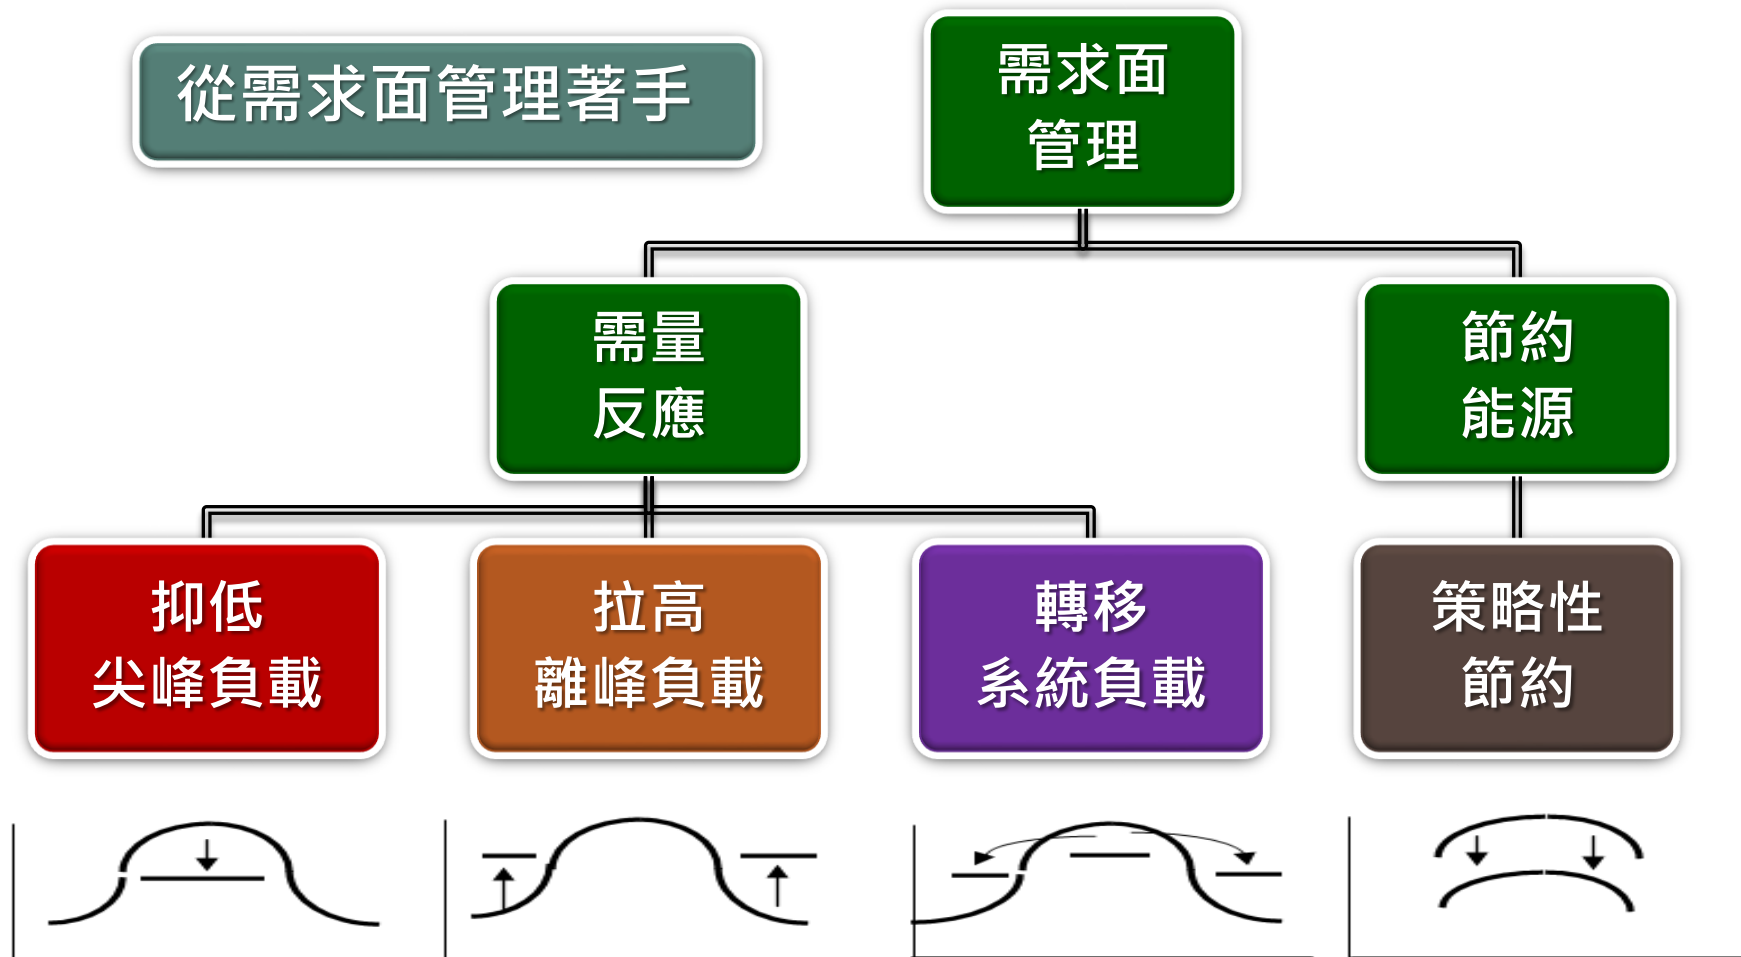 從需求面管理著手
需求面
管理
需量
反應
節約
能源
抑低
尖峰負載
拉高
離峰負載
轉移
系統負載
策略性
節約